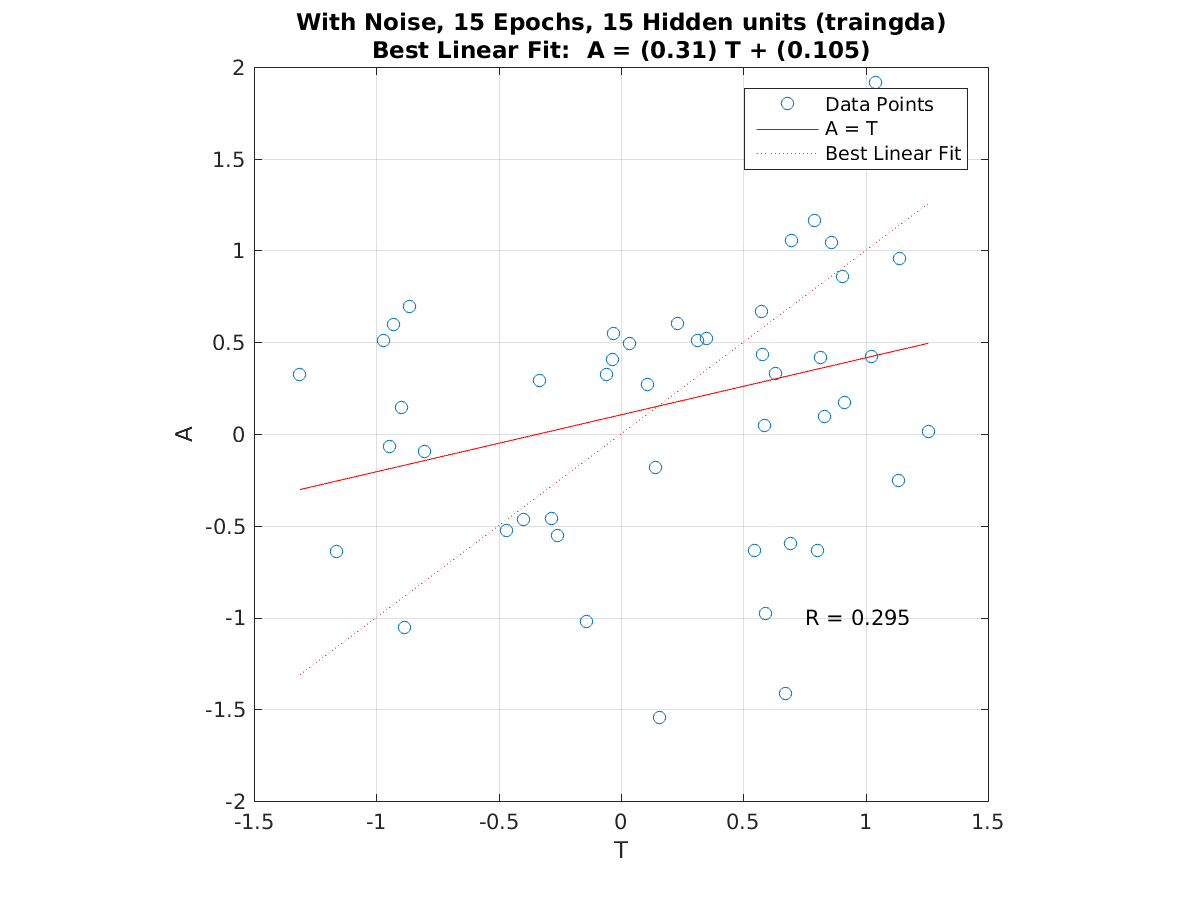 With Noise, 15 Epochs, 15 Hidden units (traingda)
Best Linear Fit:  A = (0.31) T + (0.105)
2
1.5
1
0.5
0
-0.5
-1
-1.5
-2
A
Data Points
A = T
Best Linear Fit
R = 0.295
-1.5
-1
-0.5
0
0.5
1
1.5
T